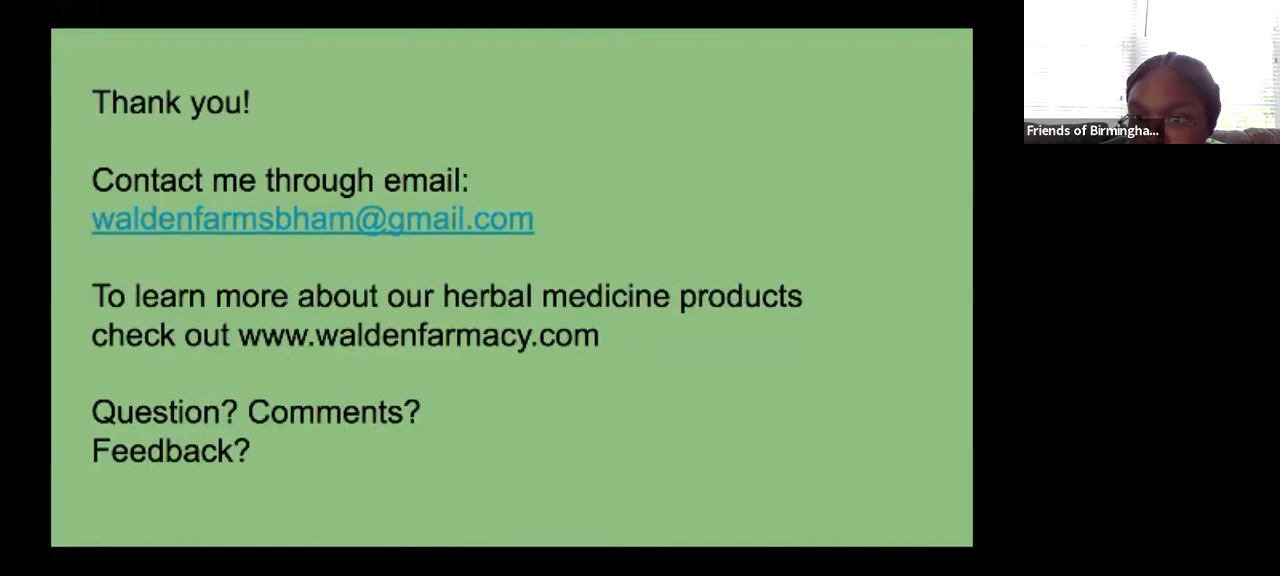 Thank you!
Contact me through email:
waldenfarmsbham@gmail.com
To learn more about our herbal medicine products
check out www.waldenfarmacy.com
Question? Comments?
Feedback?
Friends of Birmingha...